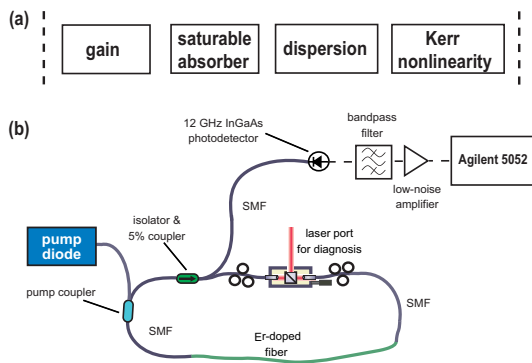 (a)
gain
saturable
absorber
dispersion
Kerr
nonlinearity
(b)
12 GHz InGaAs
photodetector
bandpass
filter
Agilent 5052
low-noise
amplifier
SMF
isolator &
5% coupler
laser port
for diagnosis
pump
diode
pump coupler
SMF
SMF
Er-doped
fiber